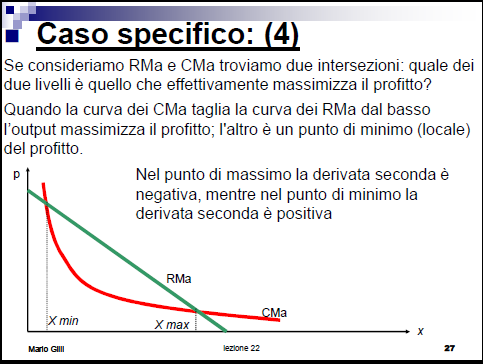 Caso specifico: (4)
Se consideriamo RMa e CMa troviamo due intersezioni: quale dei
due livelli è quello che effettivamente massimizza il profitto?
Quando la curva dei CMa taglia la curva dei RMa dal basso
l'output massimizza il profitto; l'altro è un punto di minimo (locale)
del profitto.
p
Nel punto di massimo la derivata seconda è
negativa, mentre nel punto di minimo la
derivata seconda è positiva
RMa
CMa
X min
X max
x
Mario Gilli
lezione 22
27